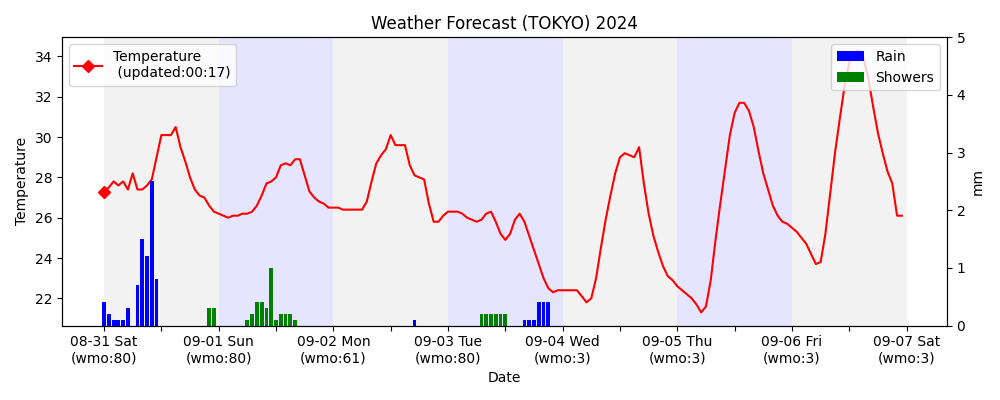 Weather Forecast (TOKYO) 2024
Temperature
(updated:00:17)
Rain
Showers
Temperature
34
32
30
28
26
24
22
5
4
3
2
1
0
mm
08-31 Sat
(wmo:80)
09-01 Sun
(wmo:80)
09-02 Mon
(wmo:61)
09-03 Tue
(wmo:80)
09-04 Wed
(wmo:3)
09-05 Thu
(wmo:3)
09-06 Fri
(wmo:3)
09-07 Sat
(wmo:3)
Date